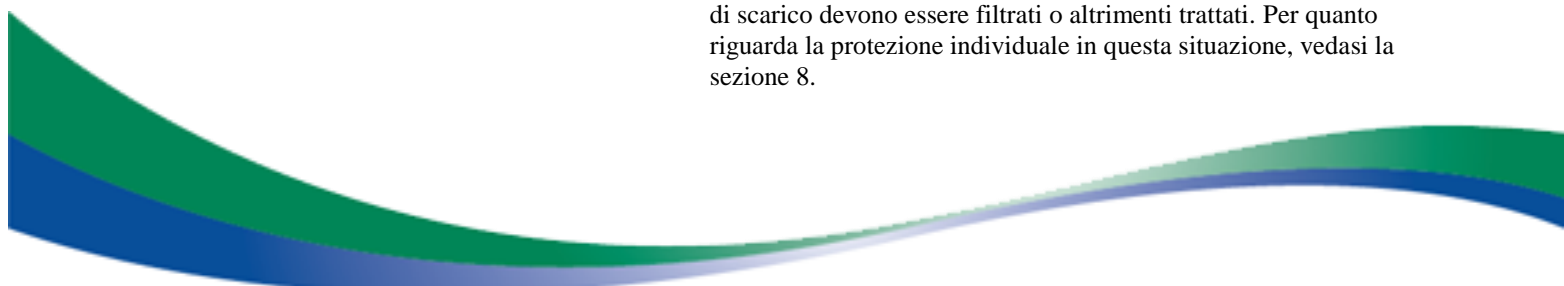 di scarico devono essere filtrati o altrimenti trattati. Per quanto
riguarda la protezione individuale in questa situazione, vedasi la
sezione 8.